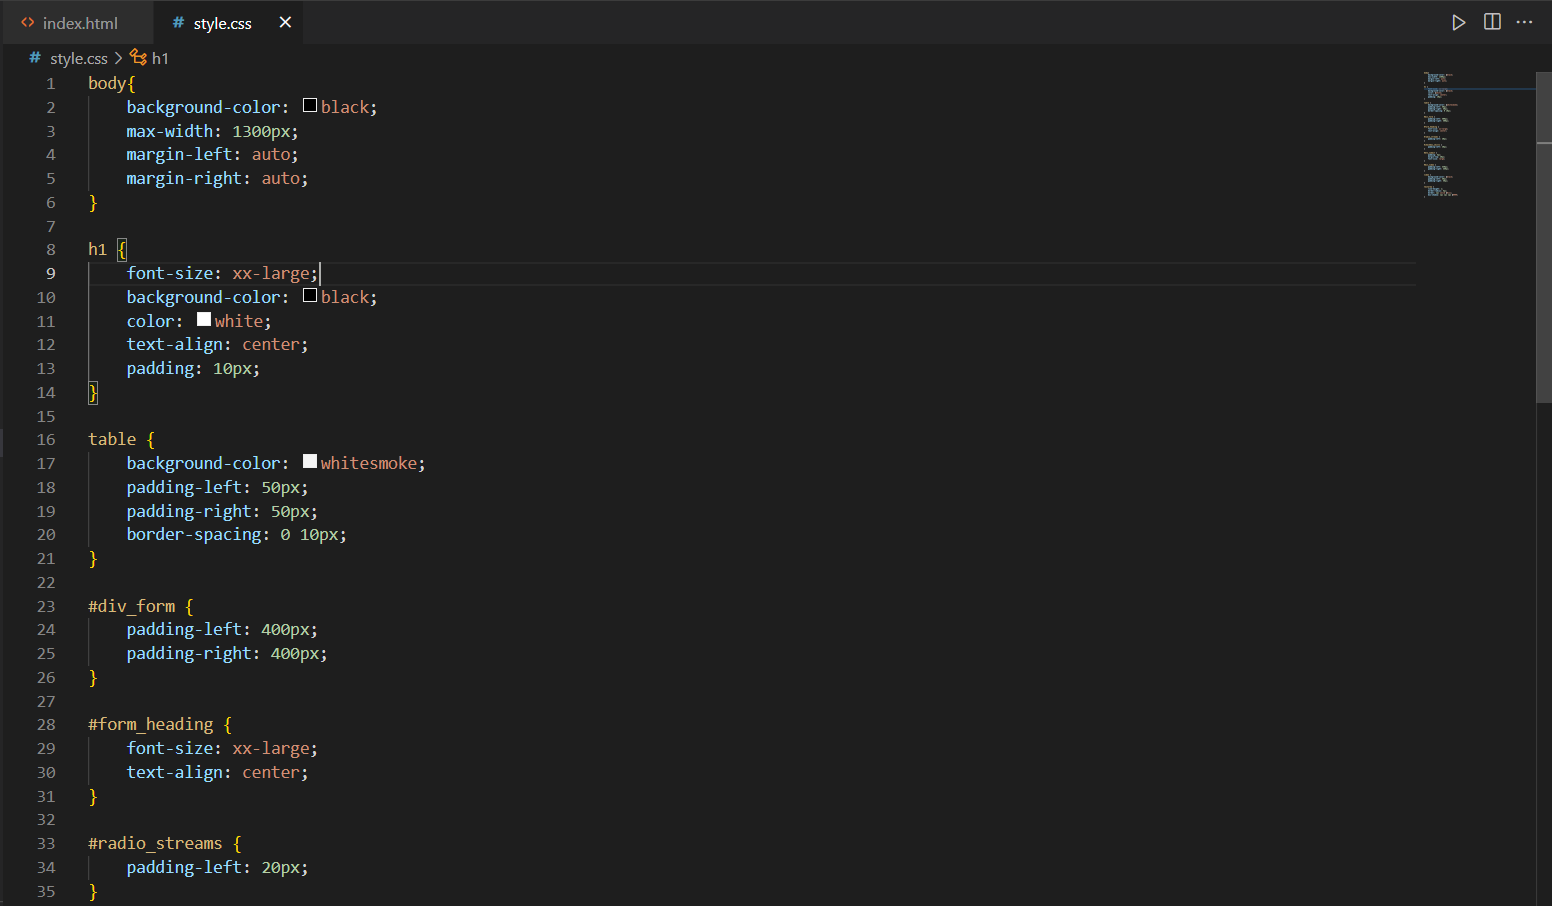 index.html
style.css
style.css > h1
1 body{
2 background-color: black;
3 max-width: 1300px;
4 margin-left: auto;
5 margin-right: auto;
6 }
7
8 h1 {
9 font-size: xx-large;
10 background-color: black;
11 color: white;
12 text-align: center;
13 padding: 10px;
14 }
15
16 table {
17 background-color: whitesmoke;
18 padding-left: 50px;
19 padding-right: 50px;
20 border-spacing: 0 10px;
21 }
22
23 #div_form {
24 padding-left: 400px;
25 padding-right: 400px;
26 }
27
28 #form_heading {
29 font-size: xx-large;
30 text-align: center;
31 }
32
33 #radio_streams {
34 padding-left: 20px;
35 }